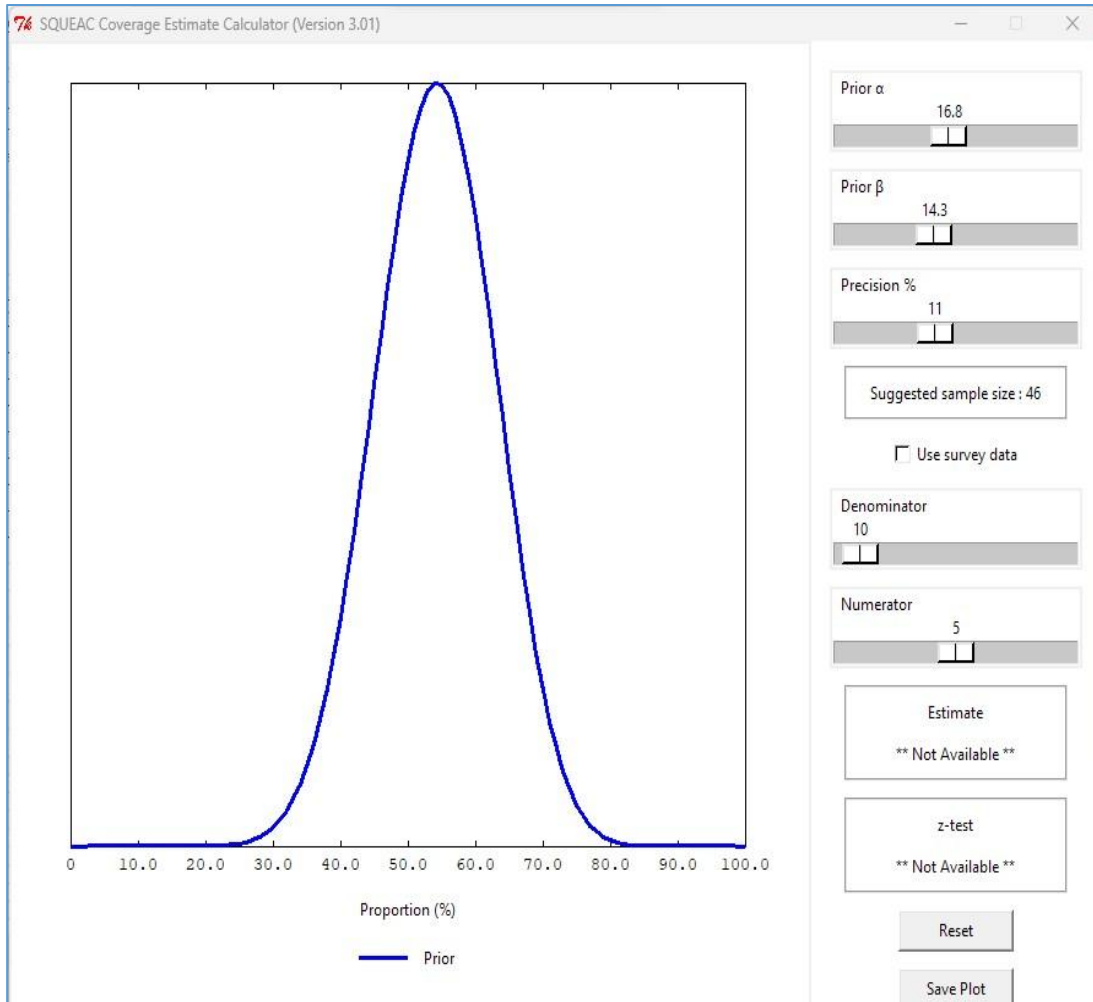 SQUEAC Coverage Estimate Calculator (Version 3.01)
0 10.0 20.0 30.0 40.0 50.0 60.0 70.0 80.0 90.0 100.0
Proportion (%)
Prior
Prior α
16.8
Prior β
14.3
Precision %
11
Suggested sample size : 46
Use survey data
Denominator
10
Numerator
5
Estimate
** Not Available **
z-test
** Not Available **
Reset
Save Plot